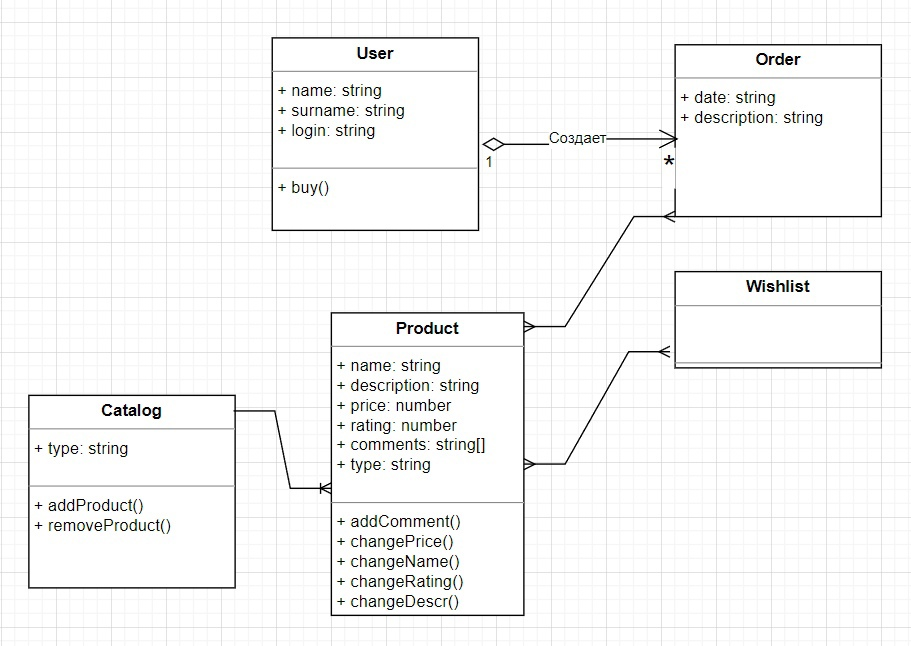 User
+ name: string
+ surname: string
+ login: string
+ buy()
1
Создает
*
Order
+ date: string
+ description: string
Wishlist
Product
+ name: string
+ description: string
+ price: number
+ rating: number
+ comments: string[]
+ type: string
+ addComment()
+ changePrice()
+ changeName()
+ changeRating()
+ changeDescr()
Catalog
+ type: string
+ addProduct()
+ removeProduct()